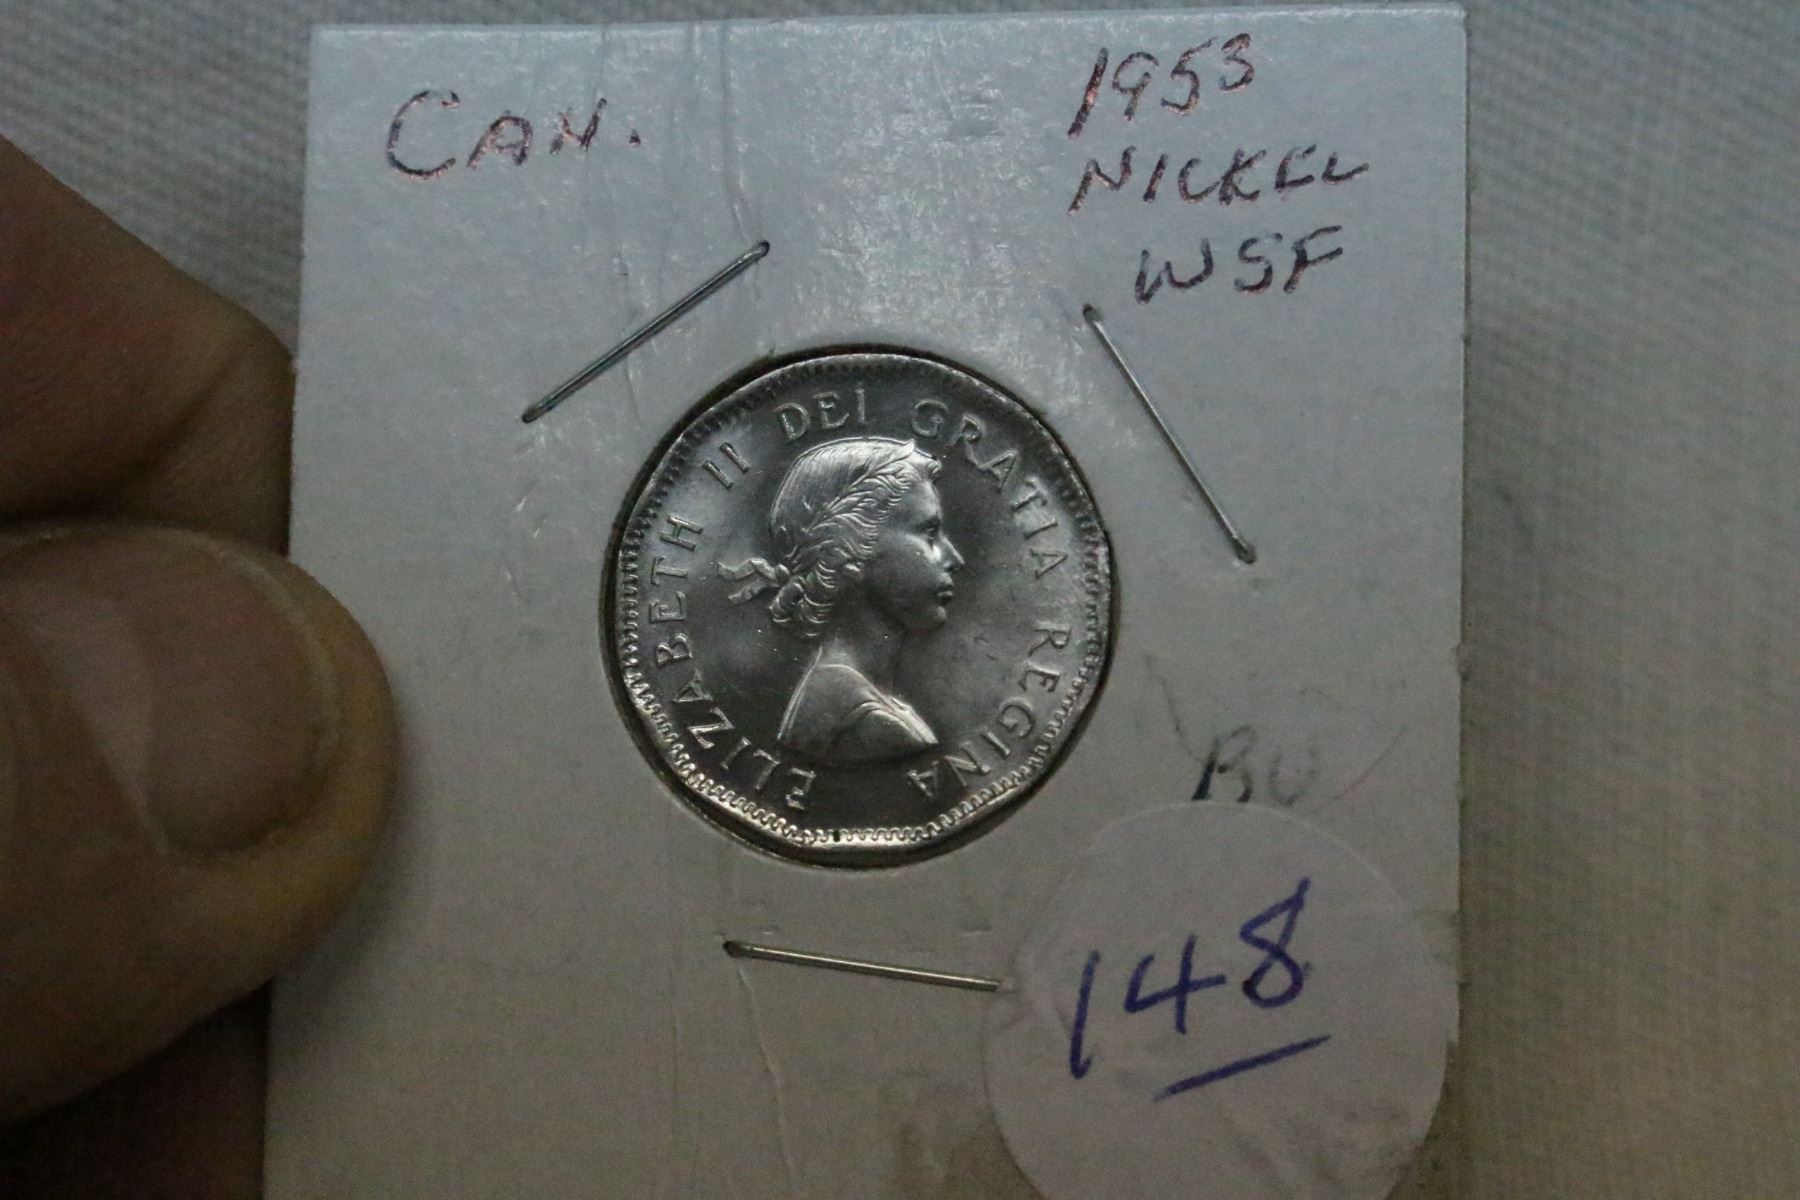 CAN.
1953
NICKEL
WSF
ELIZABETH II DEI GRATIA REGINA
BU
148